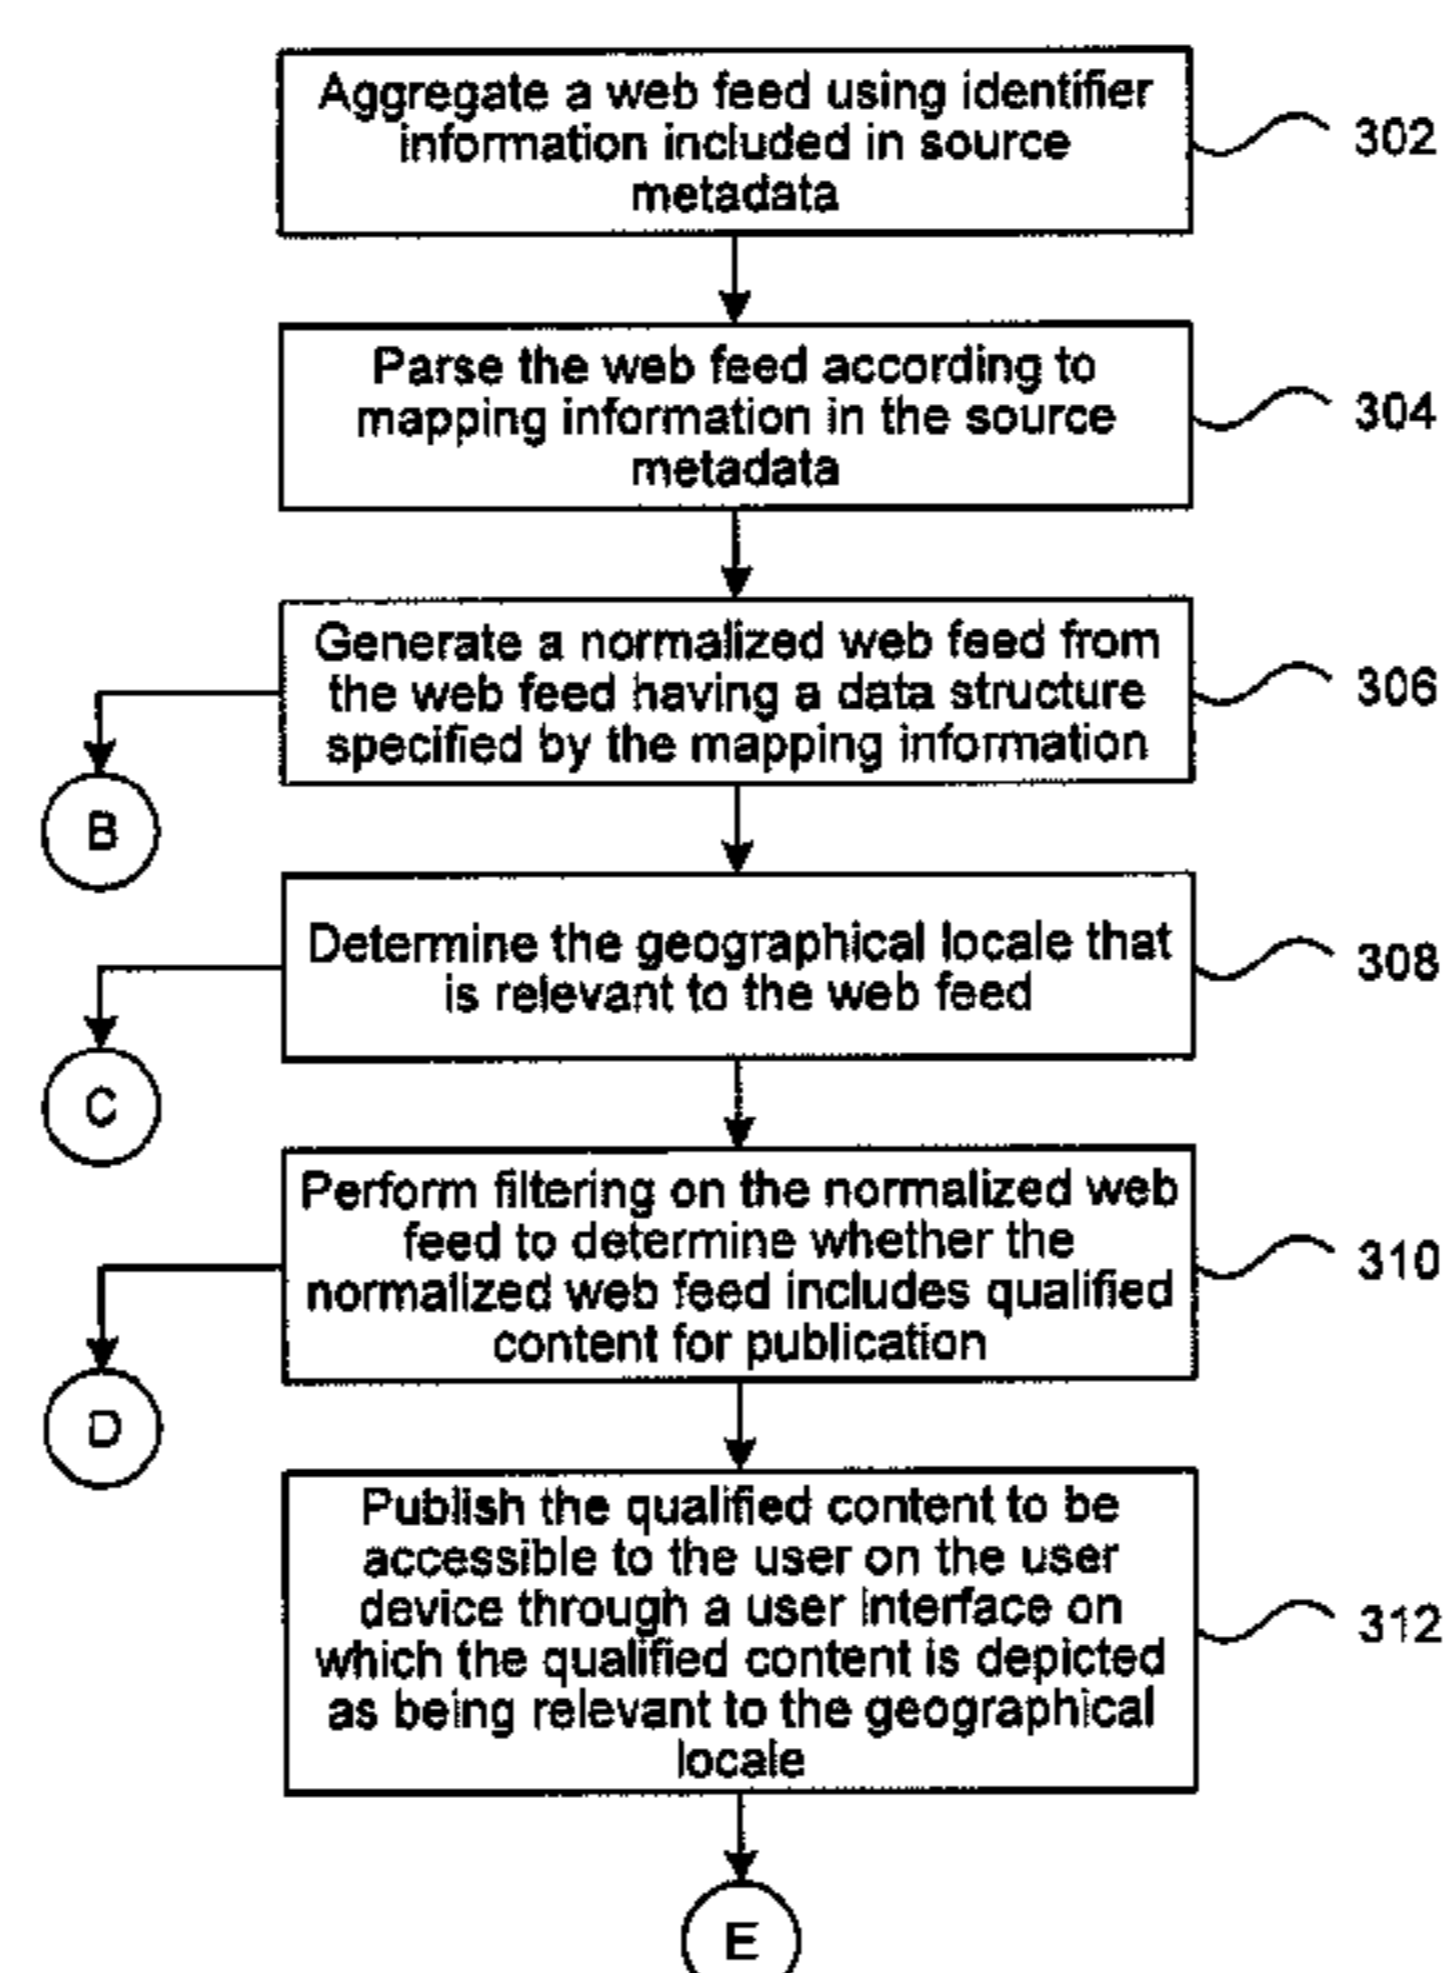 Aggregate a web feed using identifier
information included in source
metadata
302
Parse the web feed according to
mapping information in the source
metadata
304
Generate a normalized web feed from
the web feed having a data structure
specified by the mapping information
306
B
Determine the geographical locale that
is relevant to the web feed
308
C
Perform filtering on the normalized web
feed to determine whether the
normalized web feed includes qualified
content for publication
310
D
Publish the qualified content to be
accessible to the user on the user
device through a user interface on
which the qualified content is depicted
as being relevant to the geographical
locale
312
E